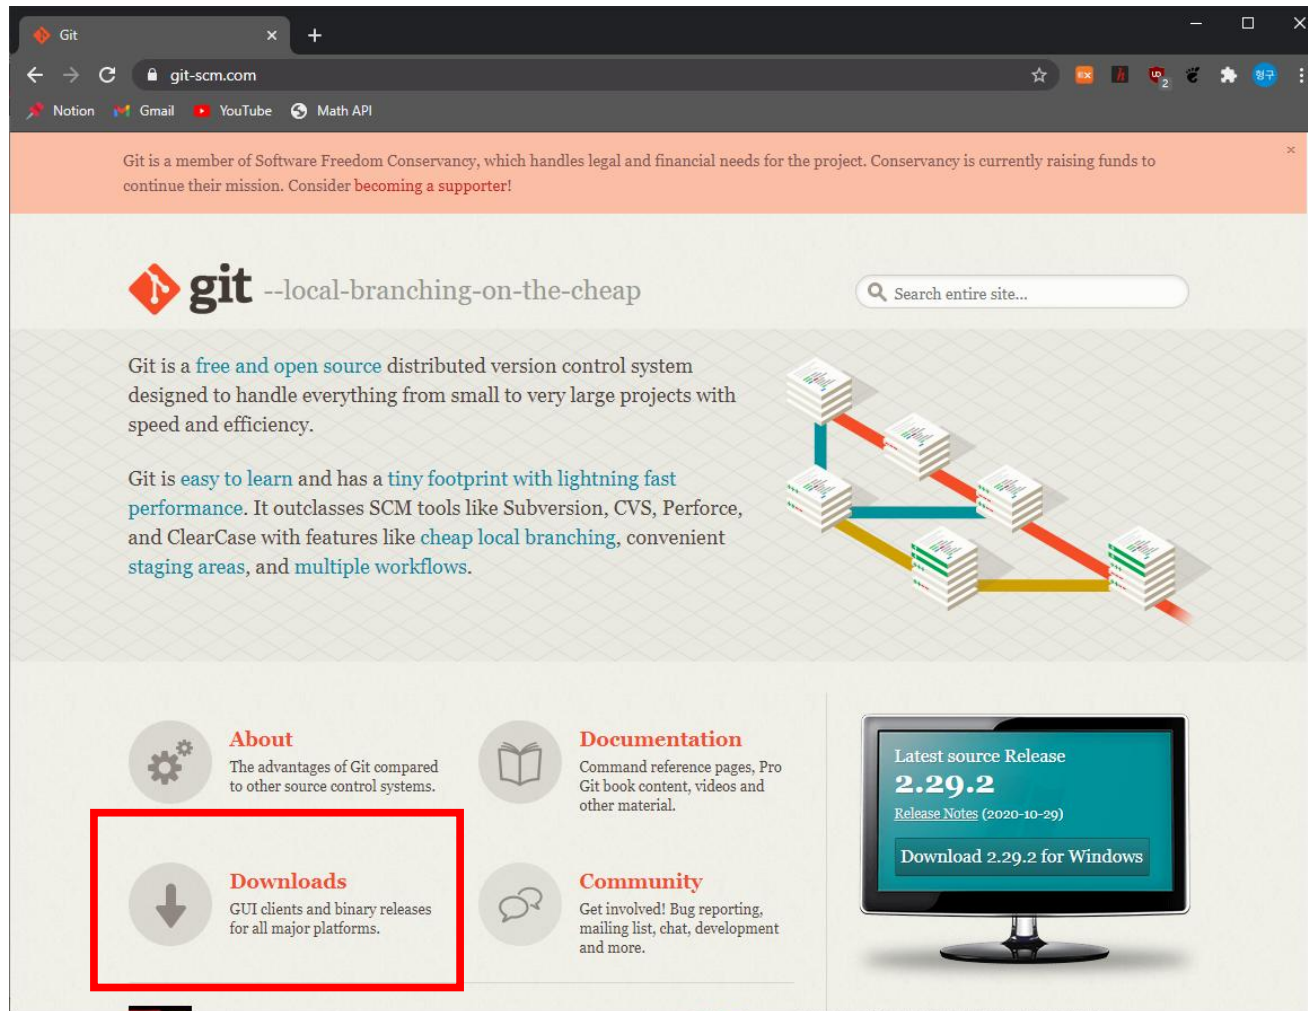 Git
git-scm.com
2
형구
Notion Gmail YouTube Math API
Git is a member of Software Freedom Conservancy, which handles legal and financial needs for the project. Conservancy is currently raising funds to
continue their mission. Consider becoming a supporter!
git --local-branching-on-the-cheap
Search entire site...
Git is a free and open source distributed version control system
designed to handle everything from small to very large projects with
speed and efficiency.
Git is easy to learn and has a tiny footprint with lightning fast
performance. It outclasses SCM tools like Subversion, CVS, Perforce,
and ClearCase with features like cheap local branching, convenient
staging areas, and multiple workflows.
About
The advantages of Git compared
to other source control systems.
Documentation
Command reference pages, Pro
Git book content, videos and
other material.
Downloads
GUI clients and binary releases
for all major platforms.
Community
Get involved! Bug reporting,
mailing list, chat, development
and more.
Latest source Release
2.29.2
Release Notes (2020-10-29)
Download 2.29.2 for Windows